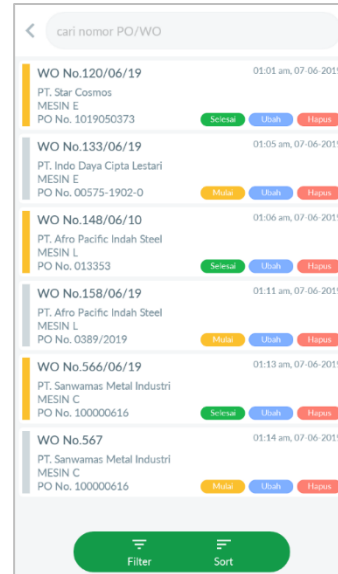 cari nomor PO/WO
WO No.120/06/19 01:01 am, 07-06-2019
PT. Star Cosmos
MESIN E
PO No. 1019050373 Selesai Ubah Hapus
WO No.133/06/19 01:05 am, 07-06-2019
PT. Indo Daya Cipta Lestari
MESIN E
PO No. 00575-1902-0 Mulai Ubah Hapus
WO No.148/06/10 01:06 am, 07-06-2019
PT. Afro Pacific Indah Steel
MESIN L
PO No. 013353 Selesai Ubah Hapus
WO No.158/06/19 01:11 am, 07-06-2019
PT. Afro Pacific Indah Steel
MESIN L
PO No. 0389/2019 Mulai Ubah Hapus
WO No.566/06/19 01:13 am, 07-06-2019
PT. Sanwamas Metal Industri
MESIN C
PO No. 100000616 Selesai Ubah Hapus
WO No.567 01:14 am, 07-06-2019
PT. Sanwamas Metal Industri
MESIN C
PO No. 100000616 Mulai Ubah Hapus
Filter Sort